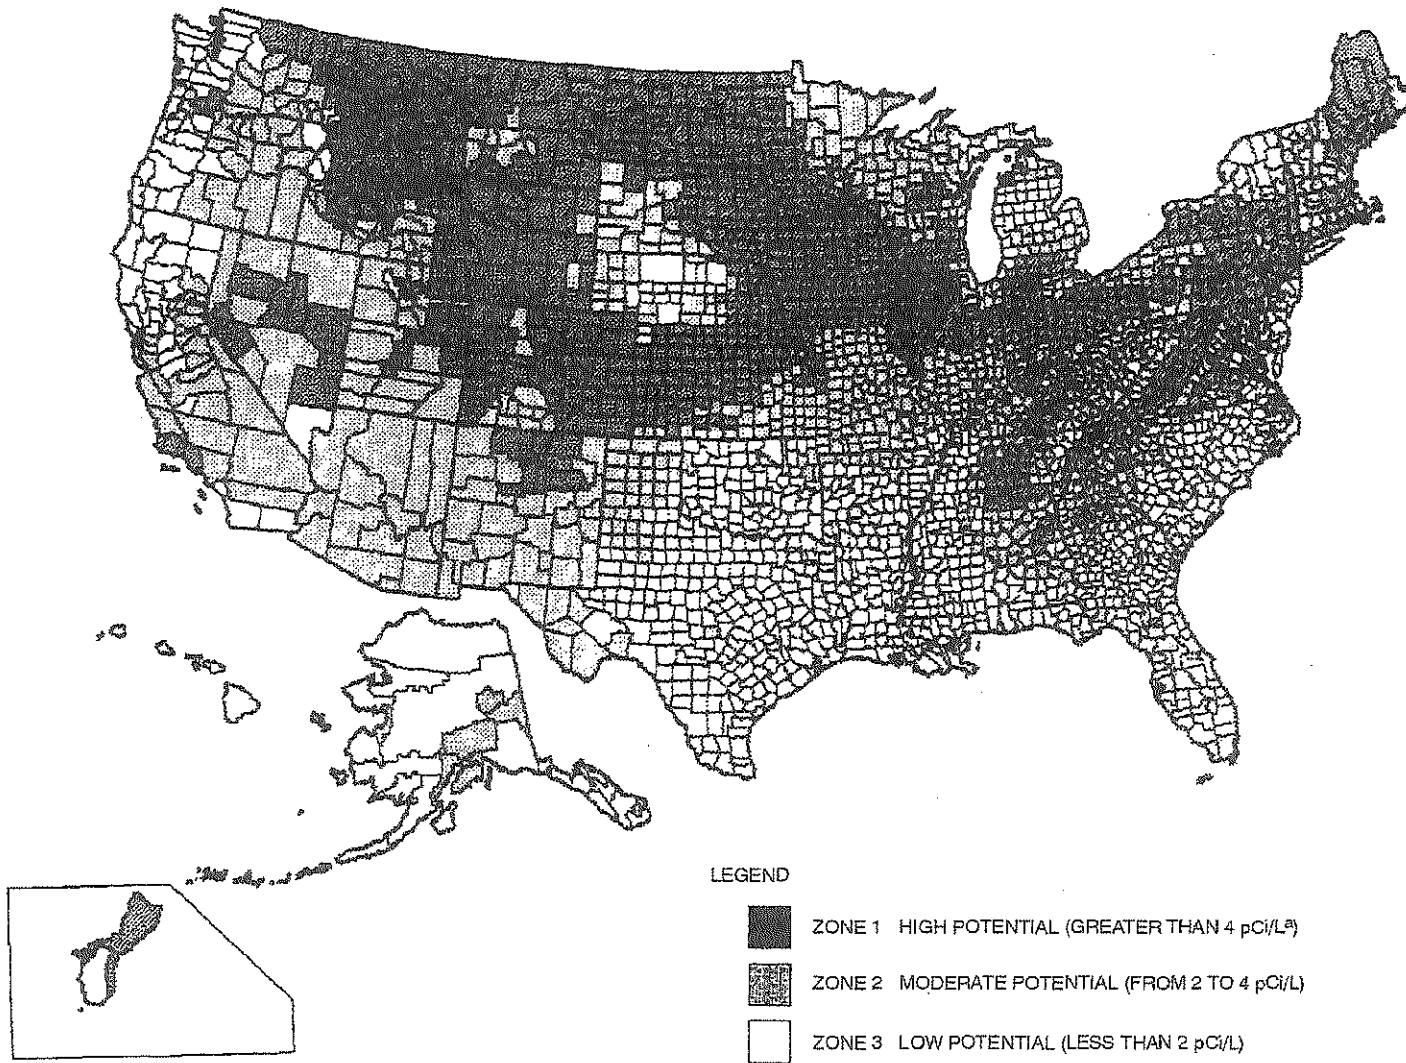 LEGEND
ZONE 1 HIGH POTENTIAL (GREATER THAN 4 pCi/Lª)
ZONE 2 MODERATE POTENTIAL (FROM 2 TO 4 pCi/L)
ZONE 3 LOW POTENTIAL (LESS THAN 2 pCi/L)